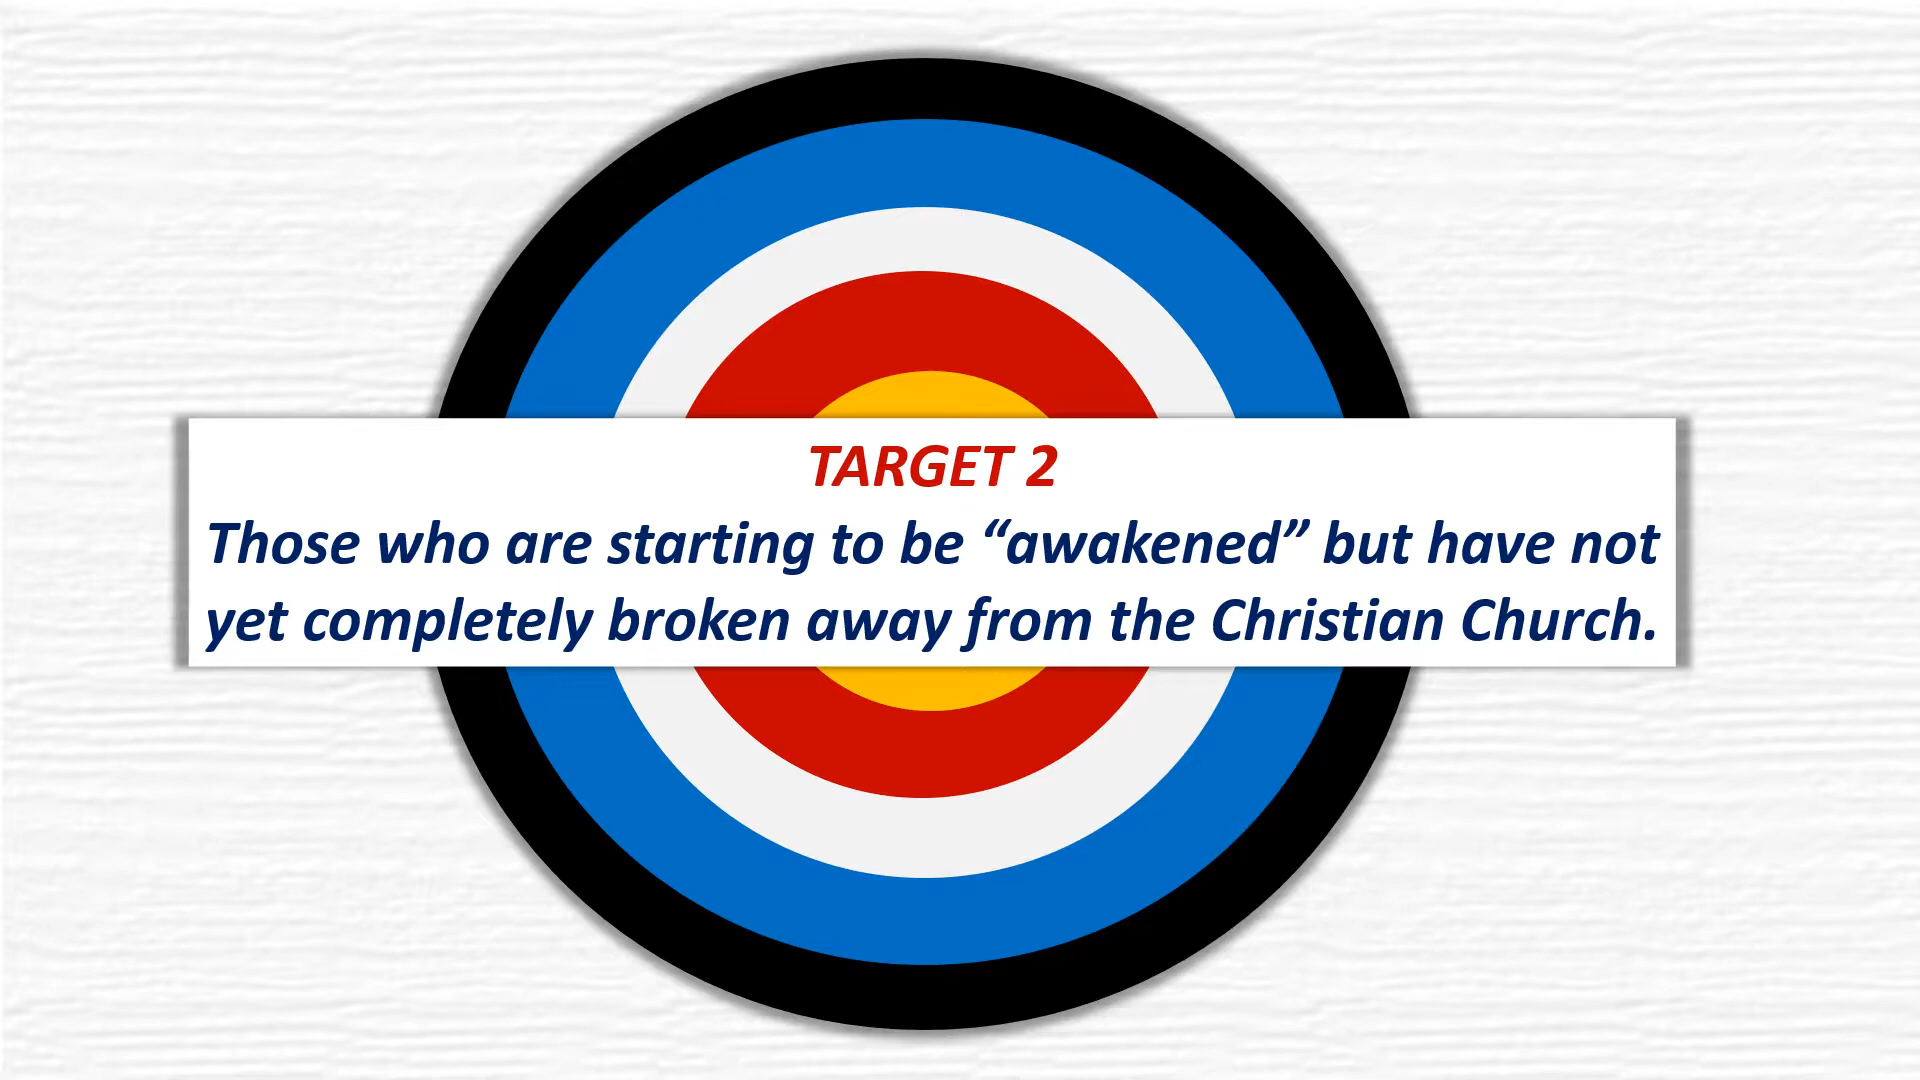 TARGET 2
Those who are starting to be “awakened” but have not
yet completely broken away from the Christian Church.